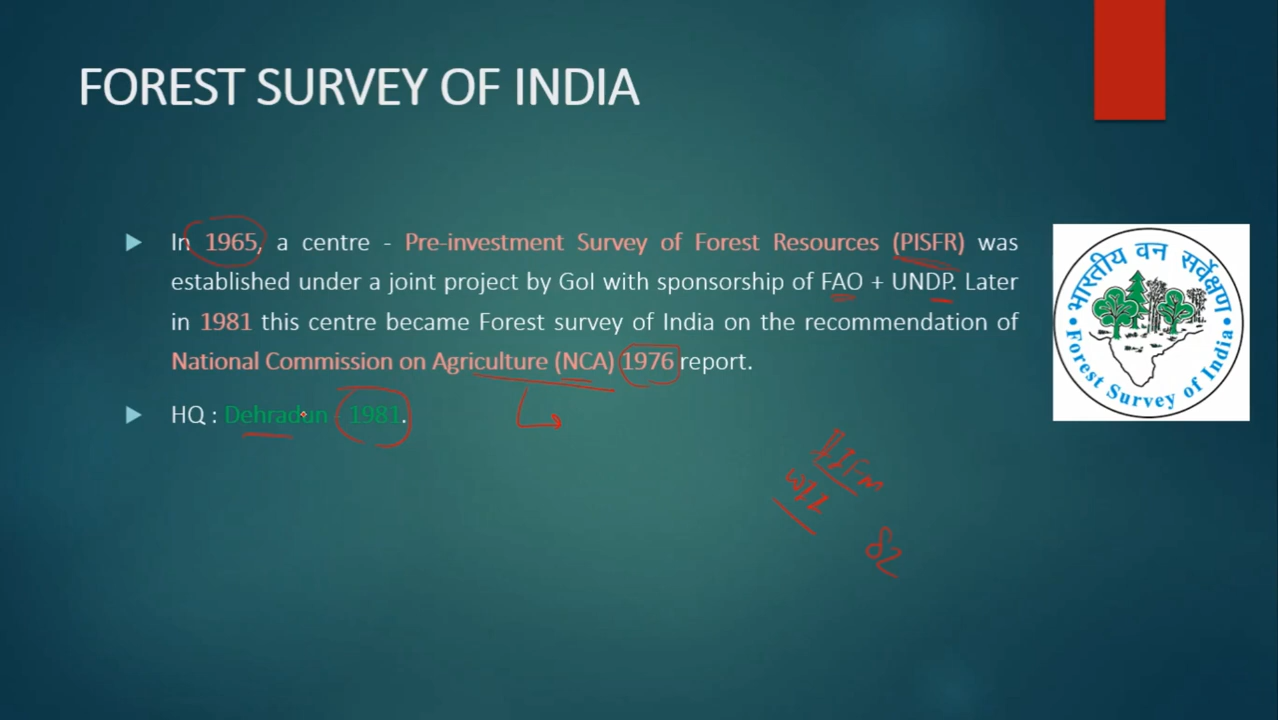 FOREST SURVEY OF INDIA
In 1965, a centre - Pre-investment Survey of Forest Resources (PISFR) was
established under a joint project by GoI with sponsorship of FAO + UNDP. Later
in 1981 this centre became Forest survey of India on the recommendation of
National Commission on Agriculture (NCA) 1976 report.
HQ : Dehradun - 1981.
भारतीय वन सर्वेक्षण
Forest Survey of India
82